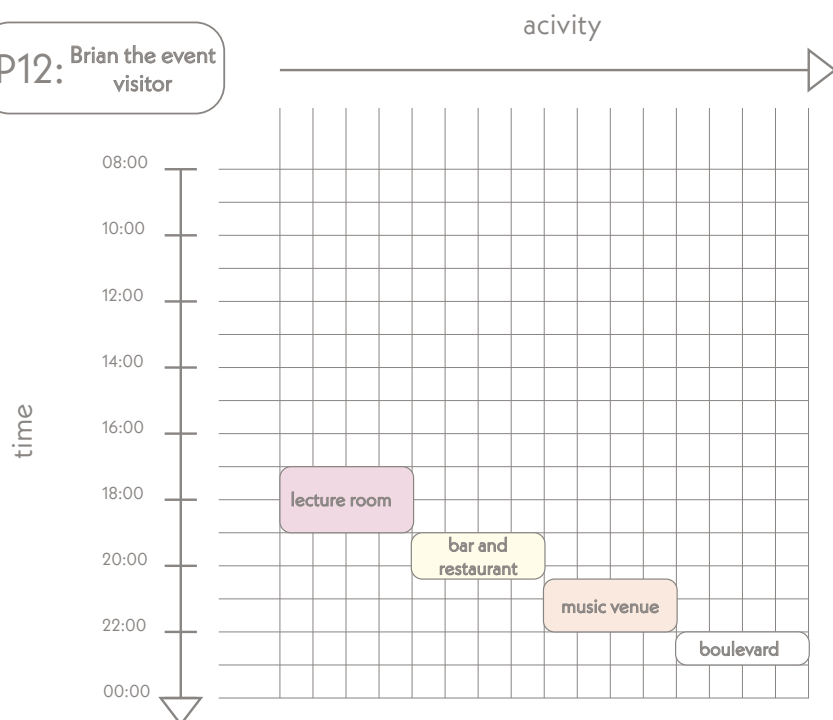 acivity
P12: Brian the event
visitor
08:00
10:00
12:00
14:00
16:00
time
18:00
lecture room
20:00
bar and
restaurant
22:00
music venue
boulevard
00:00